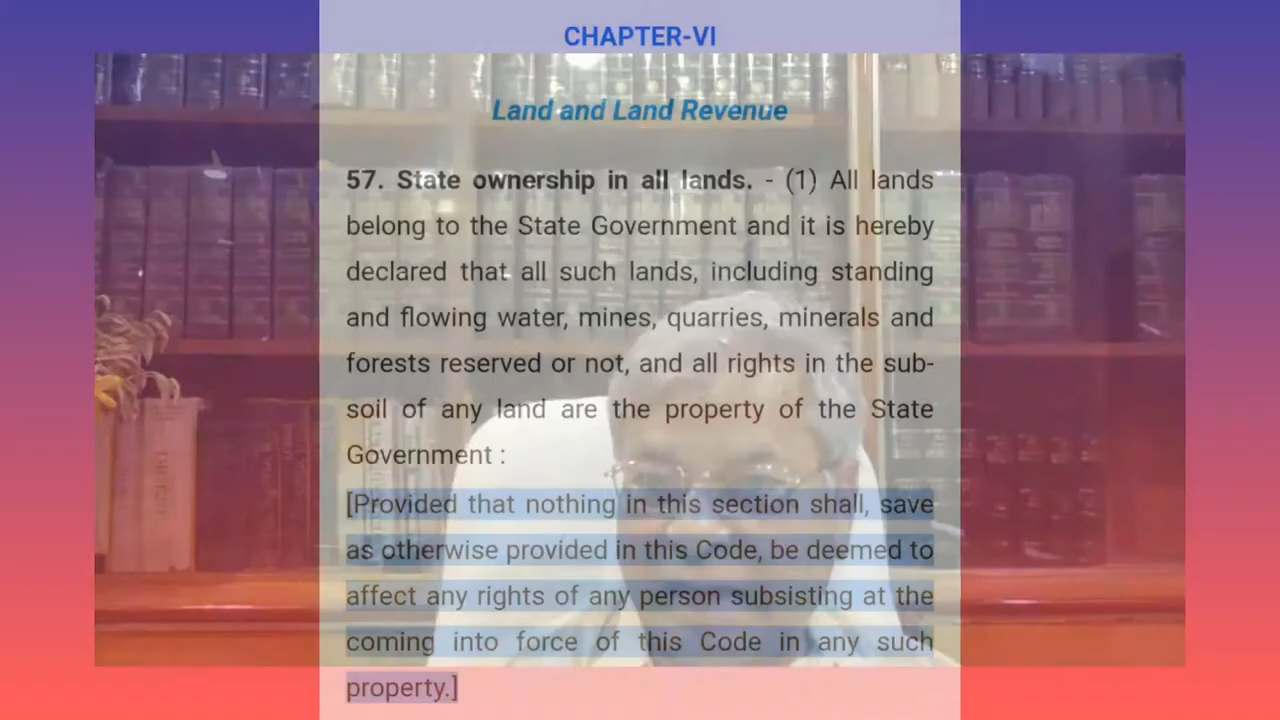 CHAPTER-VI
Land and Land Revenue
57. State ownership in all lands. - (1) All lands
belong to the State Government and it is hereby
declared that all such lands, including standing
and flowing water, mines, quarries, minerals and
forests reserved or not, and all rights in the sub-
soil of any land are the property of the State
Government :
[Provided that nothing in this section shall, save
as otherwise provided in this Code, be deemed to
affect any rights of any person subsisting at the
coming into force of this Code in any such
property.]